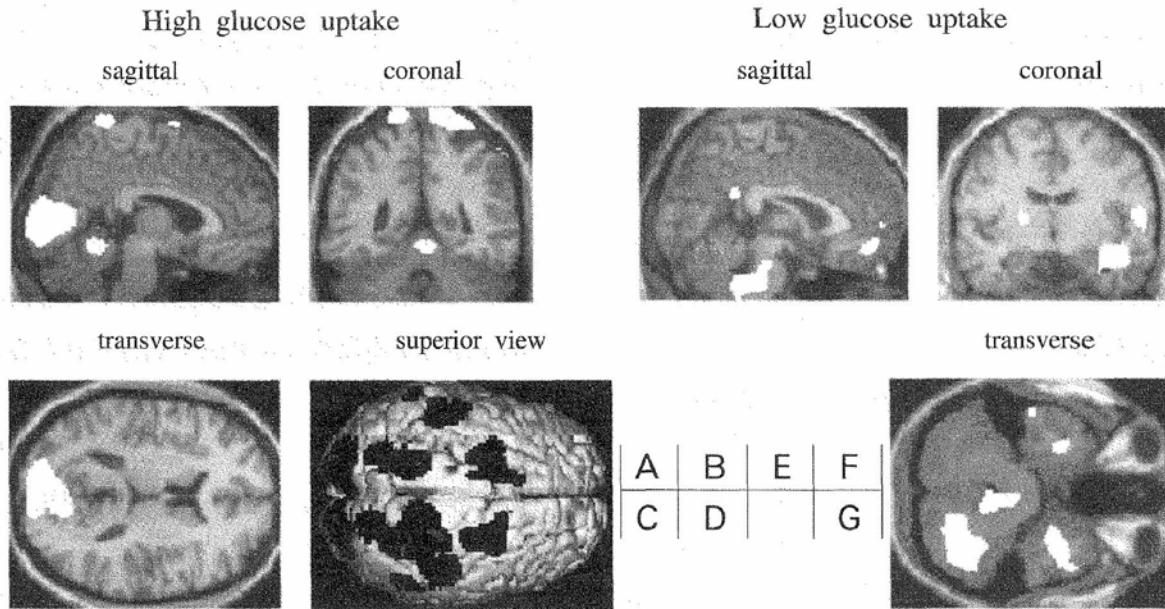 High glucose uptake
Low glucose uptake
sagittal
coronal
sagittal
coronal
transverse
superior view
transverse
A B E F
C D G